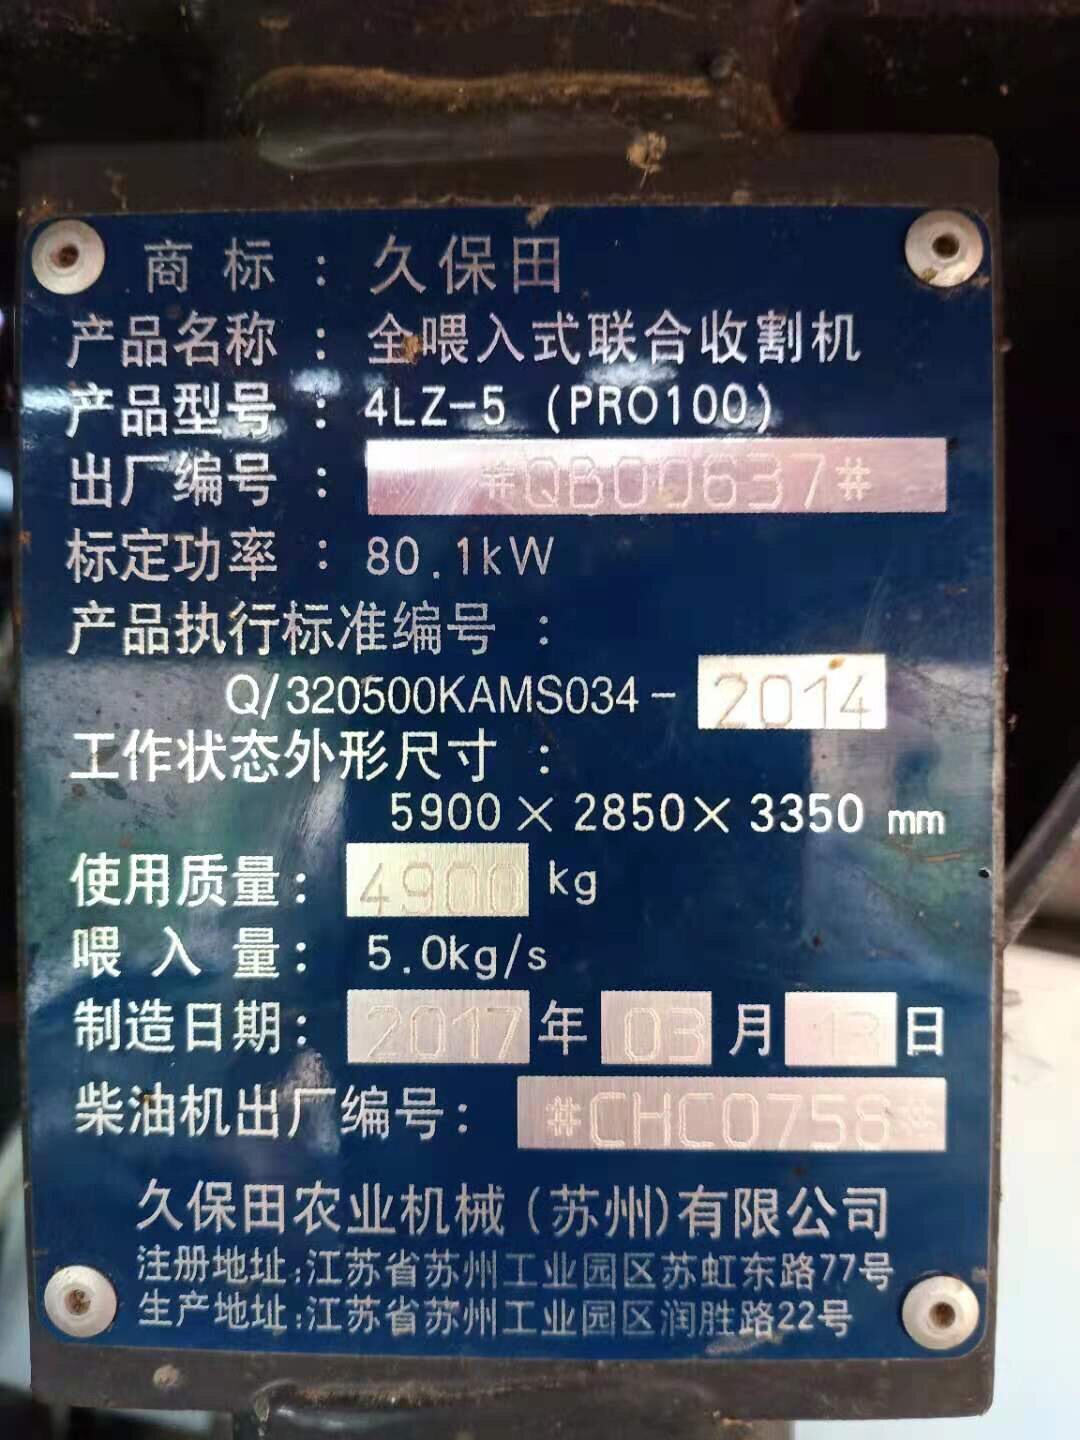 商标：久保田
产品名称：全喂入式联合收割机
产品型号：4LZ-5 (PRO100)
出厂编号：#QB00637#
标定功率：80.1kW
产品执行标准编号：
Q/320500KAMS034-2014
工作状态外形尺寸：
5900×2850×3350 mm
使用质量：4900 kg
喂入量：5.0kg/s
制造日期：2017年03月13日
柴油机出厂编号：#CHC0758#
久保田农业机械(苏州)有限公司
注册地址：江苏省苏州工业园区苏虹东路77号
生产地址：江苏省苏州工业园区润胜路22号